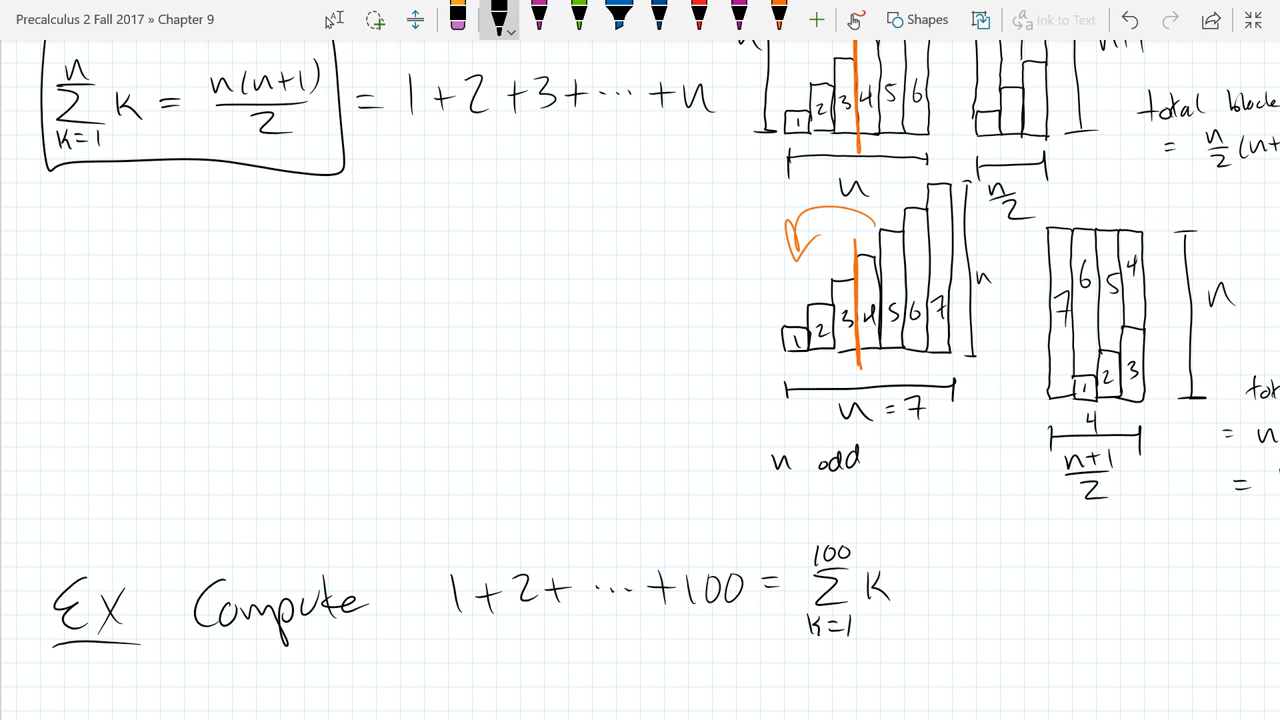 Precalculus 2 Fall 2017 » Chapter 9
Shapes
Ink to Text
n
∑ k = n(n+1)/2 = 1+2+3+⋯+n
k=1
1 2 3 4 5 6
total blocks
= n/2 (n+
n
n/2
1 2 3 4 5 6 7
n
7 6 5 4
1 2 3
n
n = 7
4
n+1
2
= n
=
n odd
Ex Compute 1+2+ ⋯ +100 = 100∑k=1 k